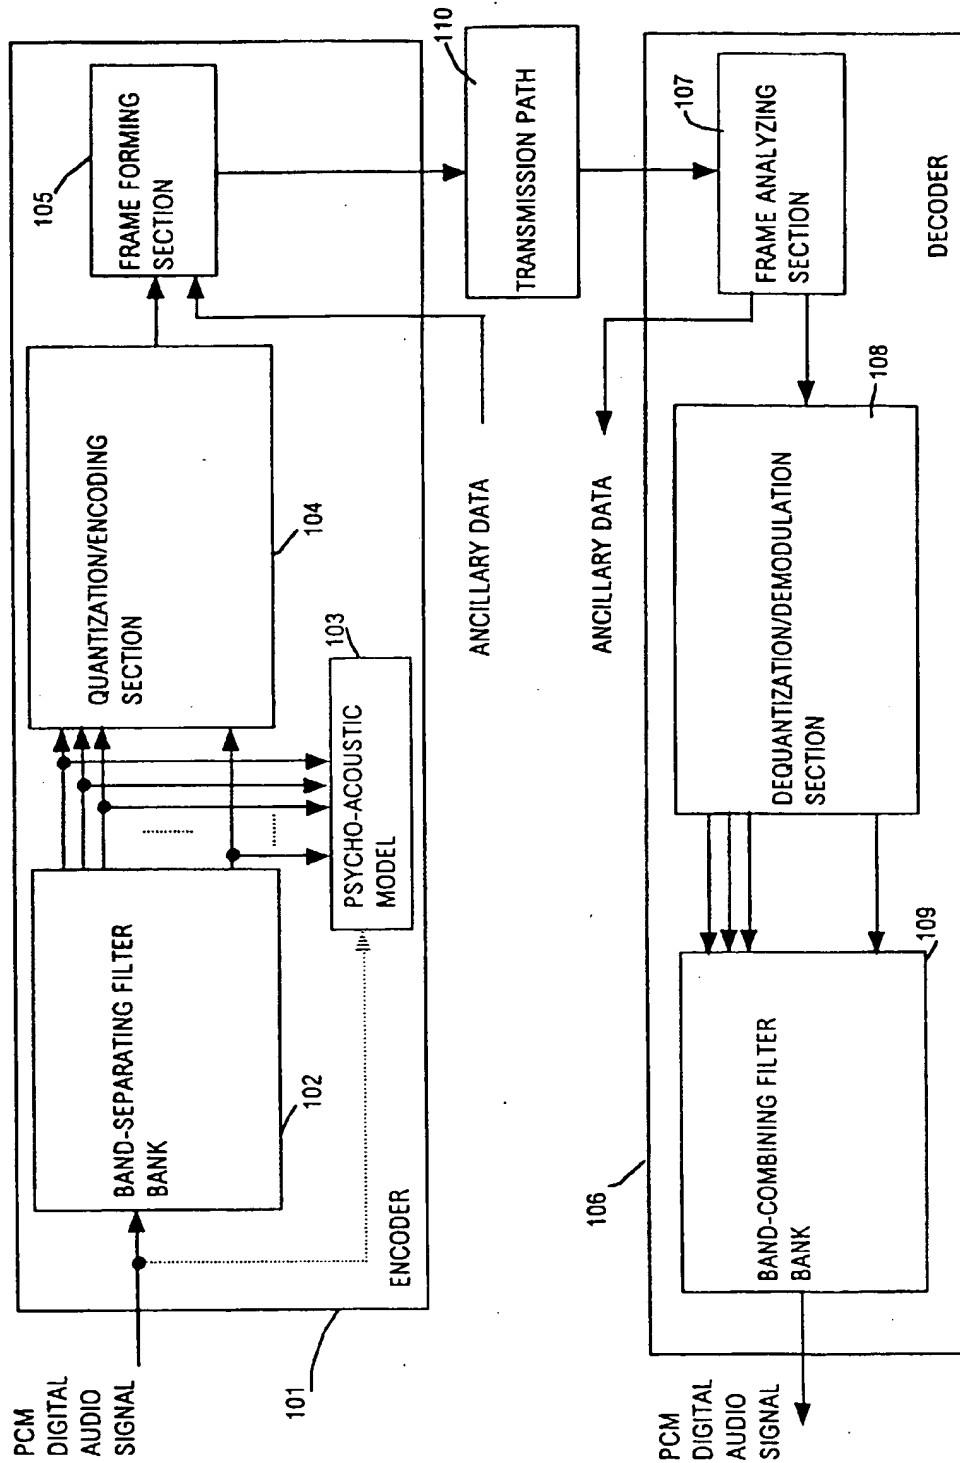 PCM
DIGITAL
AUDIO
SIGNAL
101
ENCODER
BAND-SEPARATING FILTER
BANK
102
PSYCHO-ACOUSTIC
MODEL
103
QUANTIZATION/ENCODING
SECTION
104
105
FRAME FORMING
SECTION
ANCILLARY DATA
TRANSMISSION PATH
110
ANCILLARY DATA
PCM
DIGITAL
AUDIO
SIGNAL
106
BAND-COMBINING FILTER
BANK
109
DEQUANTIZATION/DEMODULATION
SECTION
108
FRAME ANALYZING
SECTION
107
DECODER